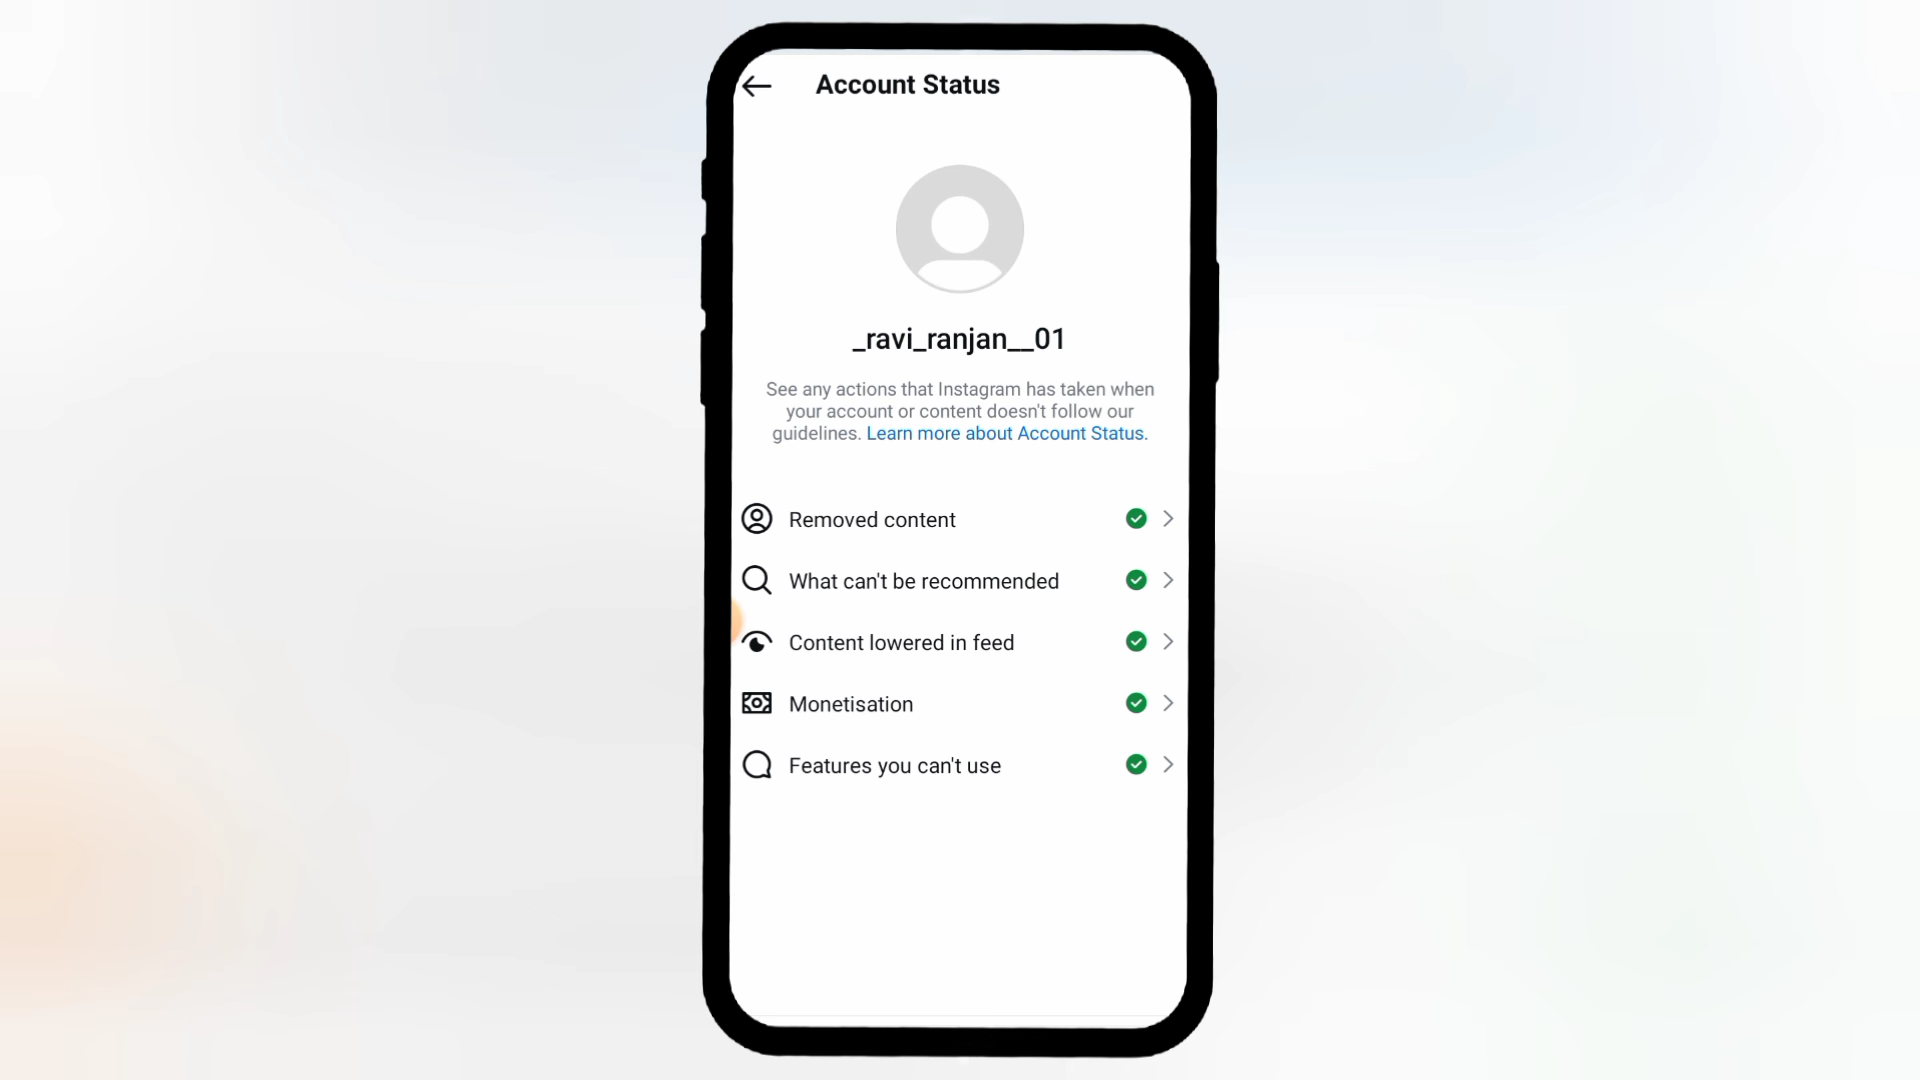 Account Status
_ravi_ranjan__01
See any actions that Instagram has taken when
your account or content doesn't follow our
guidelines. Learn more about Account Status.
Removed content
What can't be recommended
Content lowered in feed
Monetisation
Features you can't use